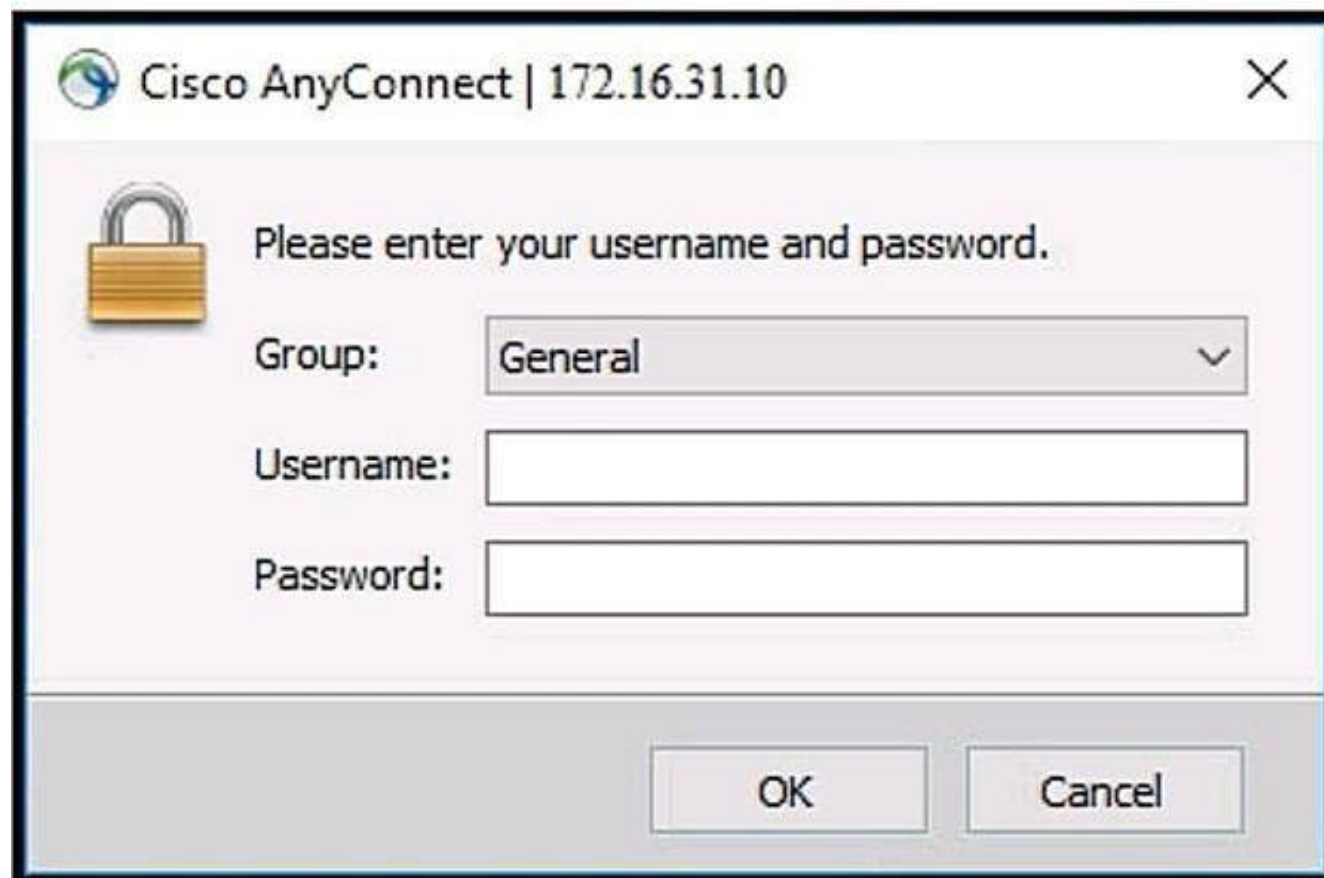 Cisco AnyConnect | 172.16.31.10
Please enter your username and password.
Group: General
Username:
Password:
OK Cancel